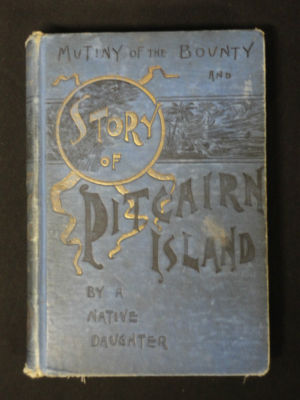 MUTINY OF THE BOUNTY
AND
STORY
OF
PITCAIRN
ISLAND
BY A
NATIVE
DAUGHTER